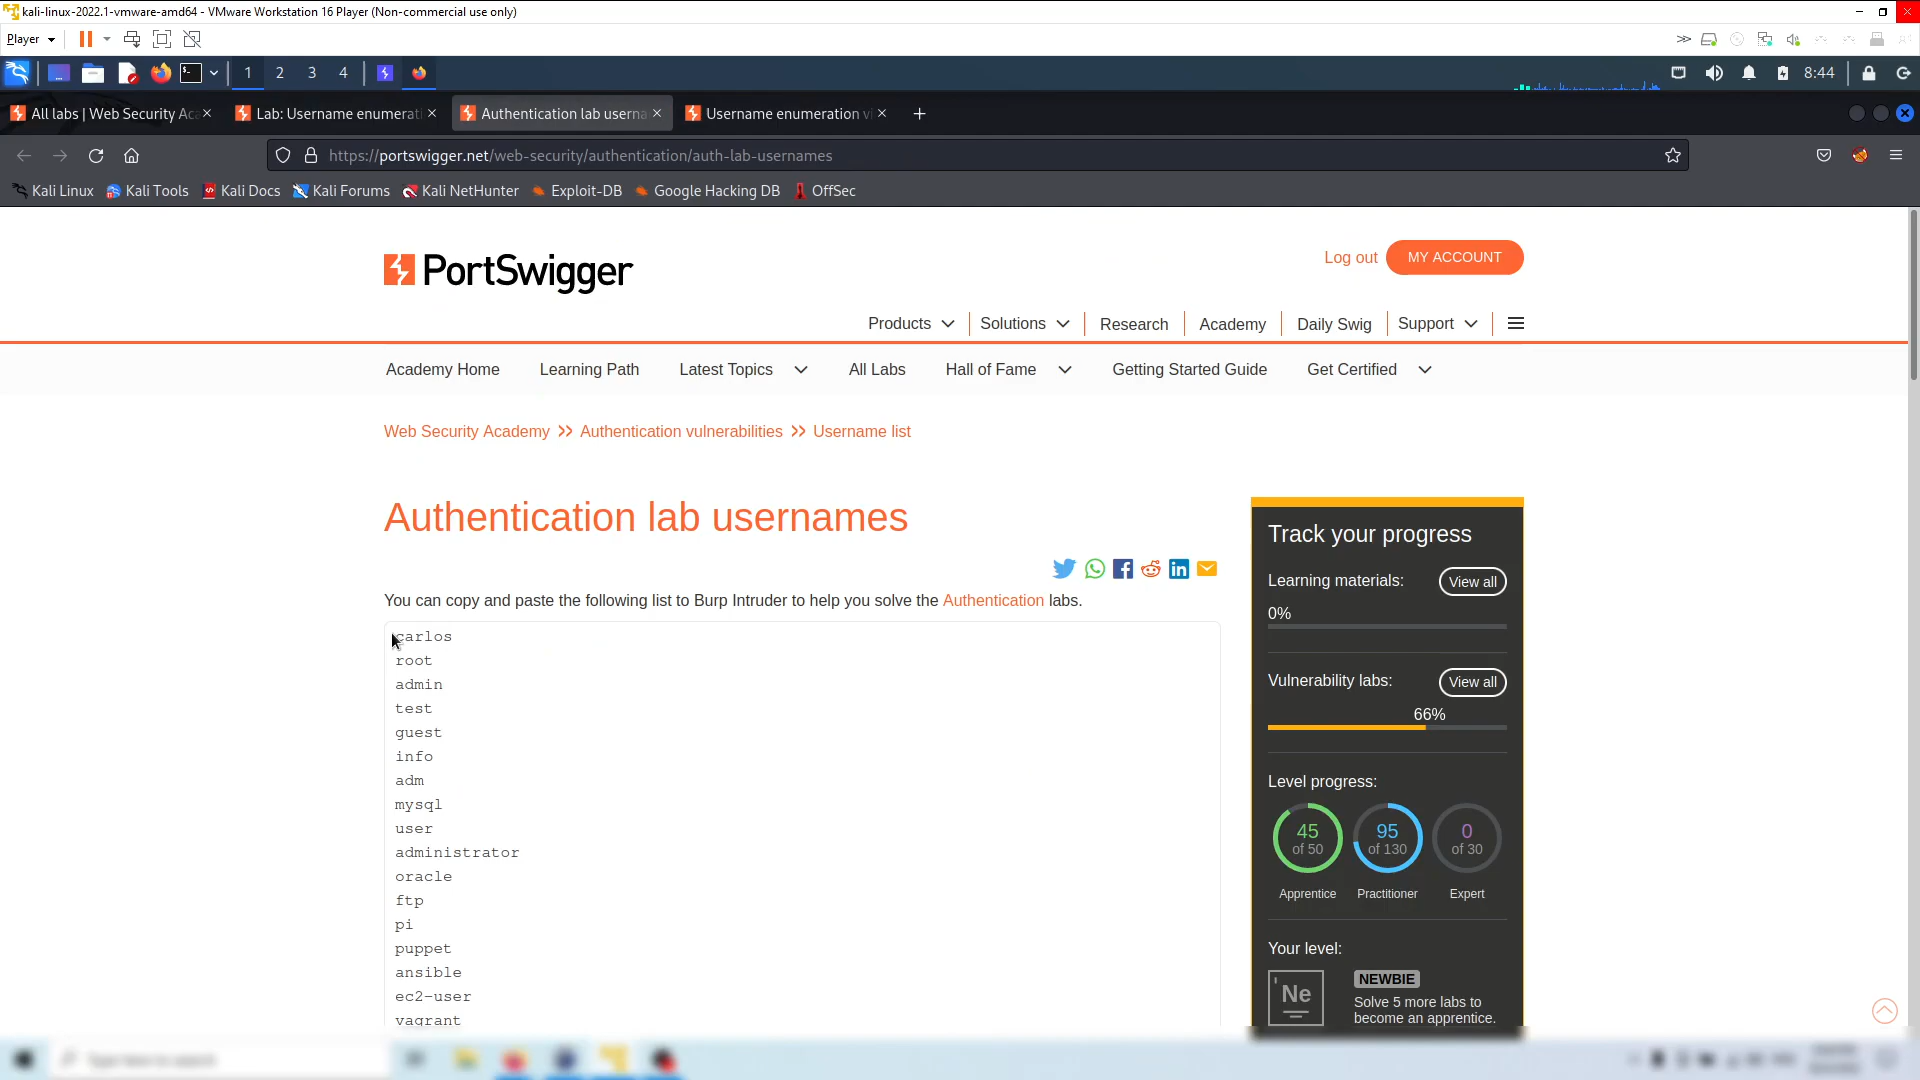 kali-linux-2022.1-vmware-amd64 - VMware Workstation 16 Player (Non-commercial use only)
Player
1 2 3 4
8:44
All labs | Web Security Aca
Lab: Username enumerati
Authentication lab userna
Username enumeration vi
https://portswigger.net/web-security/authentication/auth-lab-usernames
Kali Linux Kali Tools Kali Docs Kali Forums Kali NetHunter Exploit-DB Google Hacking DB OffSec
PortSwigger
Log out MY ACCOUNT
Products Solutions Research Academy Daily Swig Support
Academy Home Learning Path Latest Topics All Labs Hall of Fame Getting Started Guide Get Certified
Web Security Academy >> Authentication vulnerabilities >> Username list
Authentication lab usernames
You can copy and paste the following list to Burp Intruder to help you solve the Authentication labs.
carlos
root
admin
test
guest
info
adm
mysql
user
administrator
oracle
ftp
pi
puppet
ansible
ec2-user
vagrant
Track your progress
Learning materials: View all
0%
Vulnerability labs: View all
66%
Level progress:
45 of 50
95 of 130
0 of 30
Apprentice Practitioner Expert
Your level:
Ne
NEWBIE
Solve 5 more labs to
become an apprentice.
Type here to search